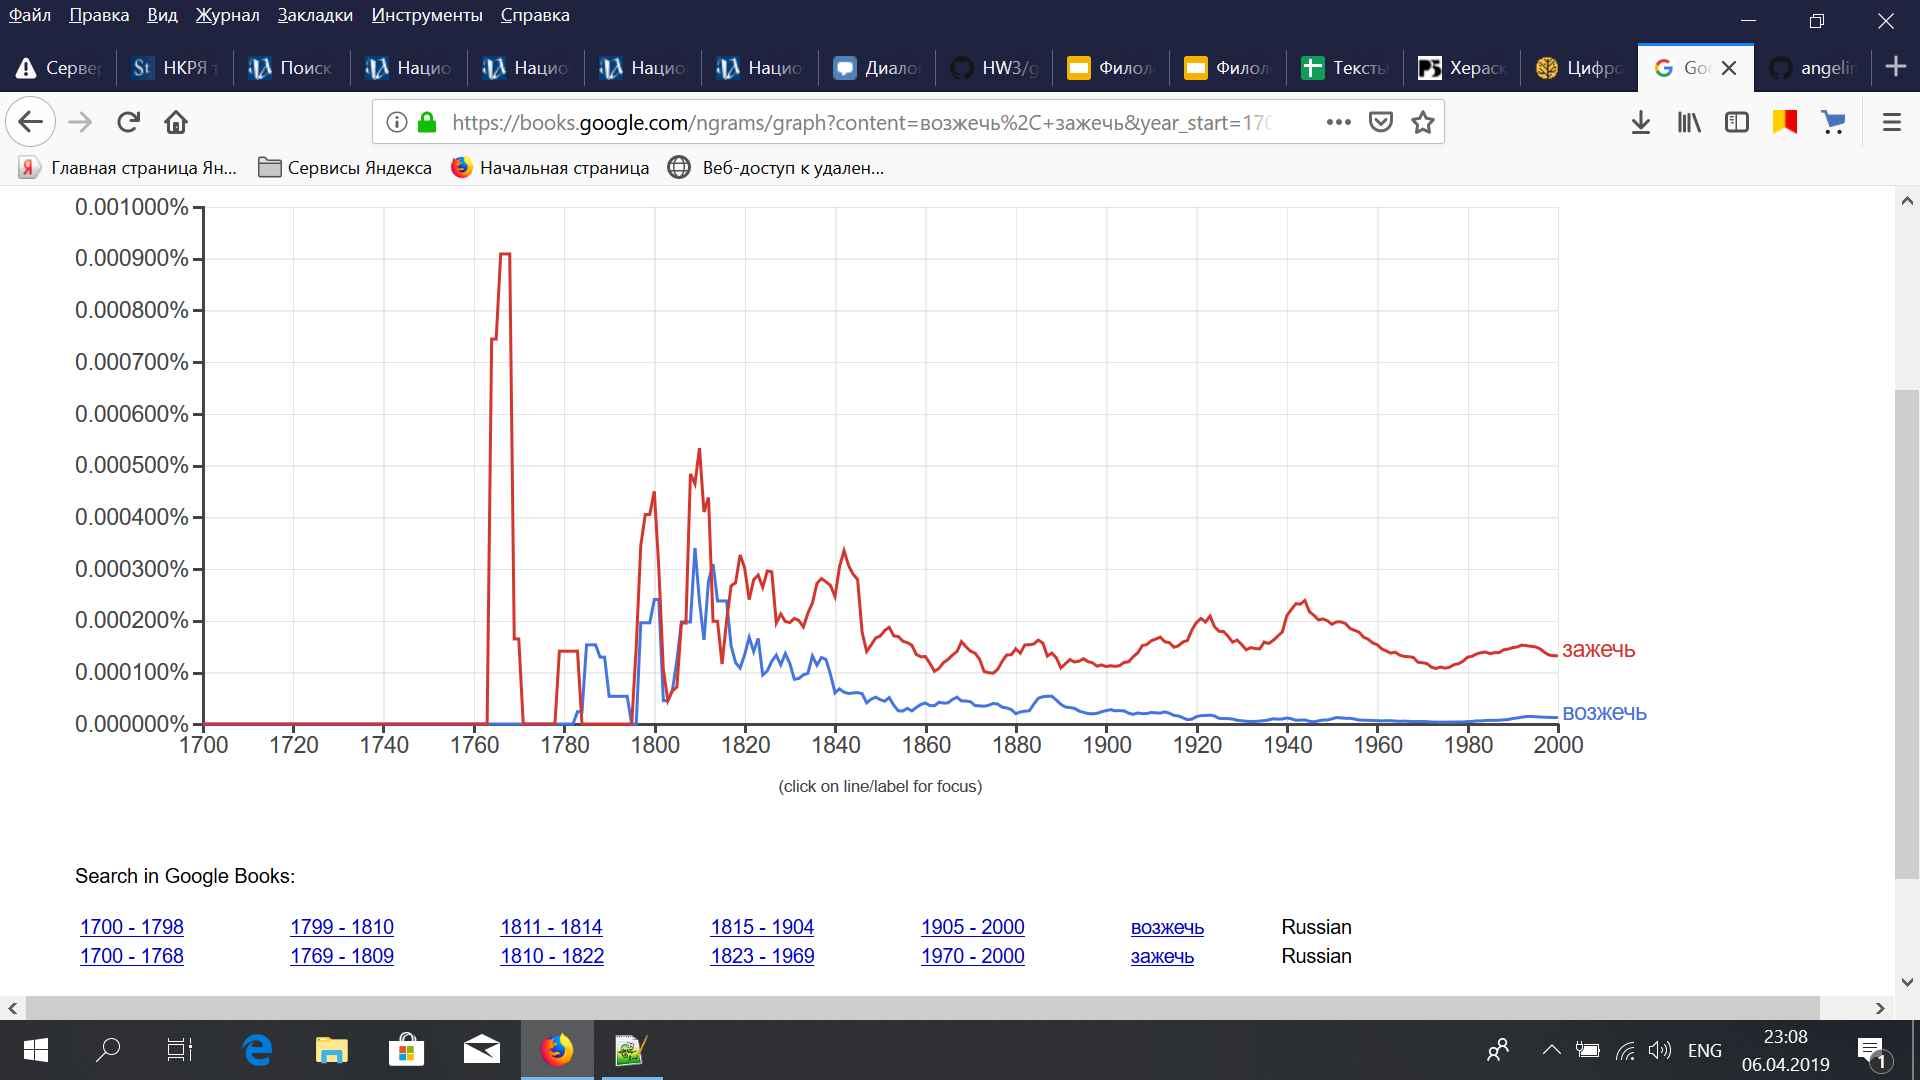 Файл Правка Вид Журнал Закладки Инструменты Справка
Серве НКРЯ т Поиск Нацио Нацио Нацио Нацио Диало HW3/g Филол Филол Тексты Хераск Цифро Goo angelin
https://books.google.com/ngrams/graph?content=возжечь%2C+зажечь&year_start=170
Главная страница Ян... Сервисы Яндекса Начальная страница Веб-доступ к удален...
0.001000%
0.000900%
0.000800%
0.000700%
0.000600%
0.000500%
0.000400%
0.000300%
0.000200%
зажечь
0.000100%
возжечь
0.000000%
1700 1720 1740 1760 1780 1800 1820 1840 1860 1880 1900 1920 1940 1960 1980 2000
(click on line/label for focus)
Search in Google Books:
1700 - 1798 1799 - 1810 1811 - 1814 1815 - 1904 1905 - 2000 возжечь Russian
1700 - 1768 1769 - 1809 1810 - 1822 1823 - 1969 1970 - 2000 зажечь Russian
23:08
ENG
06.04.2019
1